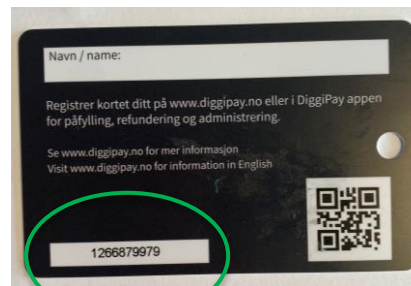 Navn / name:
Registrer kortet ditt på www.diggipay.no eller i DiggiPay appen
for påfylling, refundering og administrering.
Se www.diggipay.no for mer informasjon
Visit www.diggipay.no for information in English
1266879979